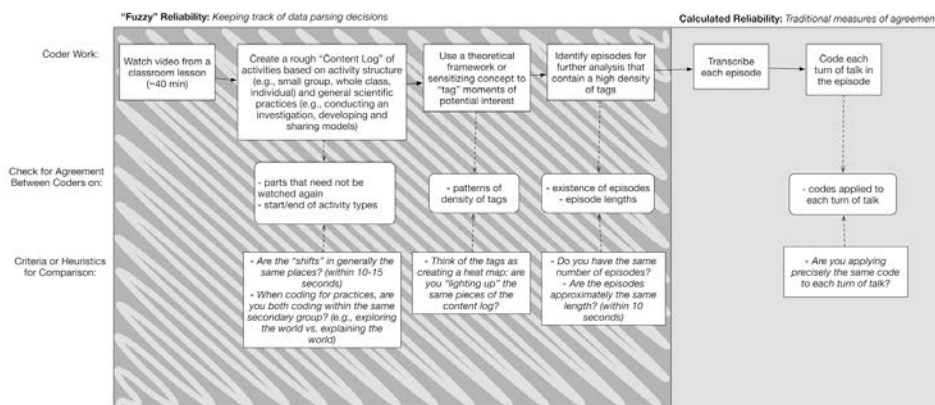 "Fuzzy" Reliability: Keeping track of data parsing decisions
Calculated Reliability: Traditional measures of agreement
Coder Work:
Watch video from a
classroom lesson
(~40 min)
Create a rough "Content Log" of
activities based on activity structure
(e.g., small group, whole class,
individual) and general scientific
practices (e.g., conducting an
investigation, developing and
sharing models)
Use a theoretical
framework or
sensitizing concept to
"tag" moments of
potential interest
Identify episodes for
further analysis that
contain a high density
of tags
Transcribe
each episode
Code each
turn of talk in
the episode
Check for Agreement
Between Coders on:
- parts that need not be
watched again
- start/end of activity types
- patterns of
density of tags
- existence of episodes
- episode lengths
- codes applied to
each turn of talk
Criteria or Heuristics
for Comparison:
- Are the "shifts" in generally the
same places? (within 10-15
seconds)
- When coding for practices, are
you both coding within the same
secondary group? (e.g., exploring
the world vs. explaining the
world)
- Think of the tags as
creating a heat map: are
you "lighting up" the
same pieces of the
content log?
- Do you have the same
number of episodes?
- Are the episodes
approximately the same
length? (within 10
seconds)
- Are you applying
precisely the same code
to each turn of talk?